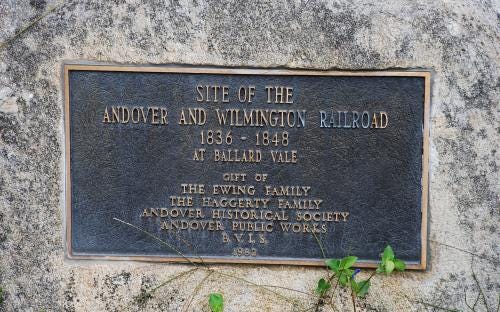 SITE OF THE
ANDOVER AND WILMINGTON RAILROAD
1836 - 1848
AT BALLARD VALE
GIFT OF
THE EWING FAMILY
THE HAGGERTY FAMILY
ANDOVER HISTORICAL SOCIETY
ANDOVER PUBLIC WORKS
B.V.I.S.